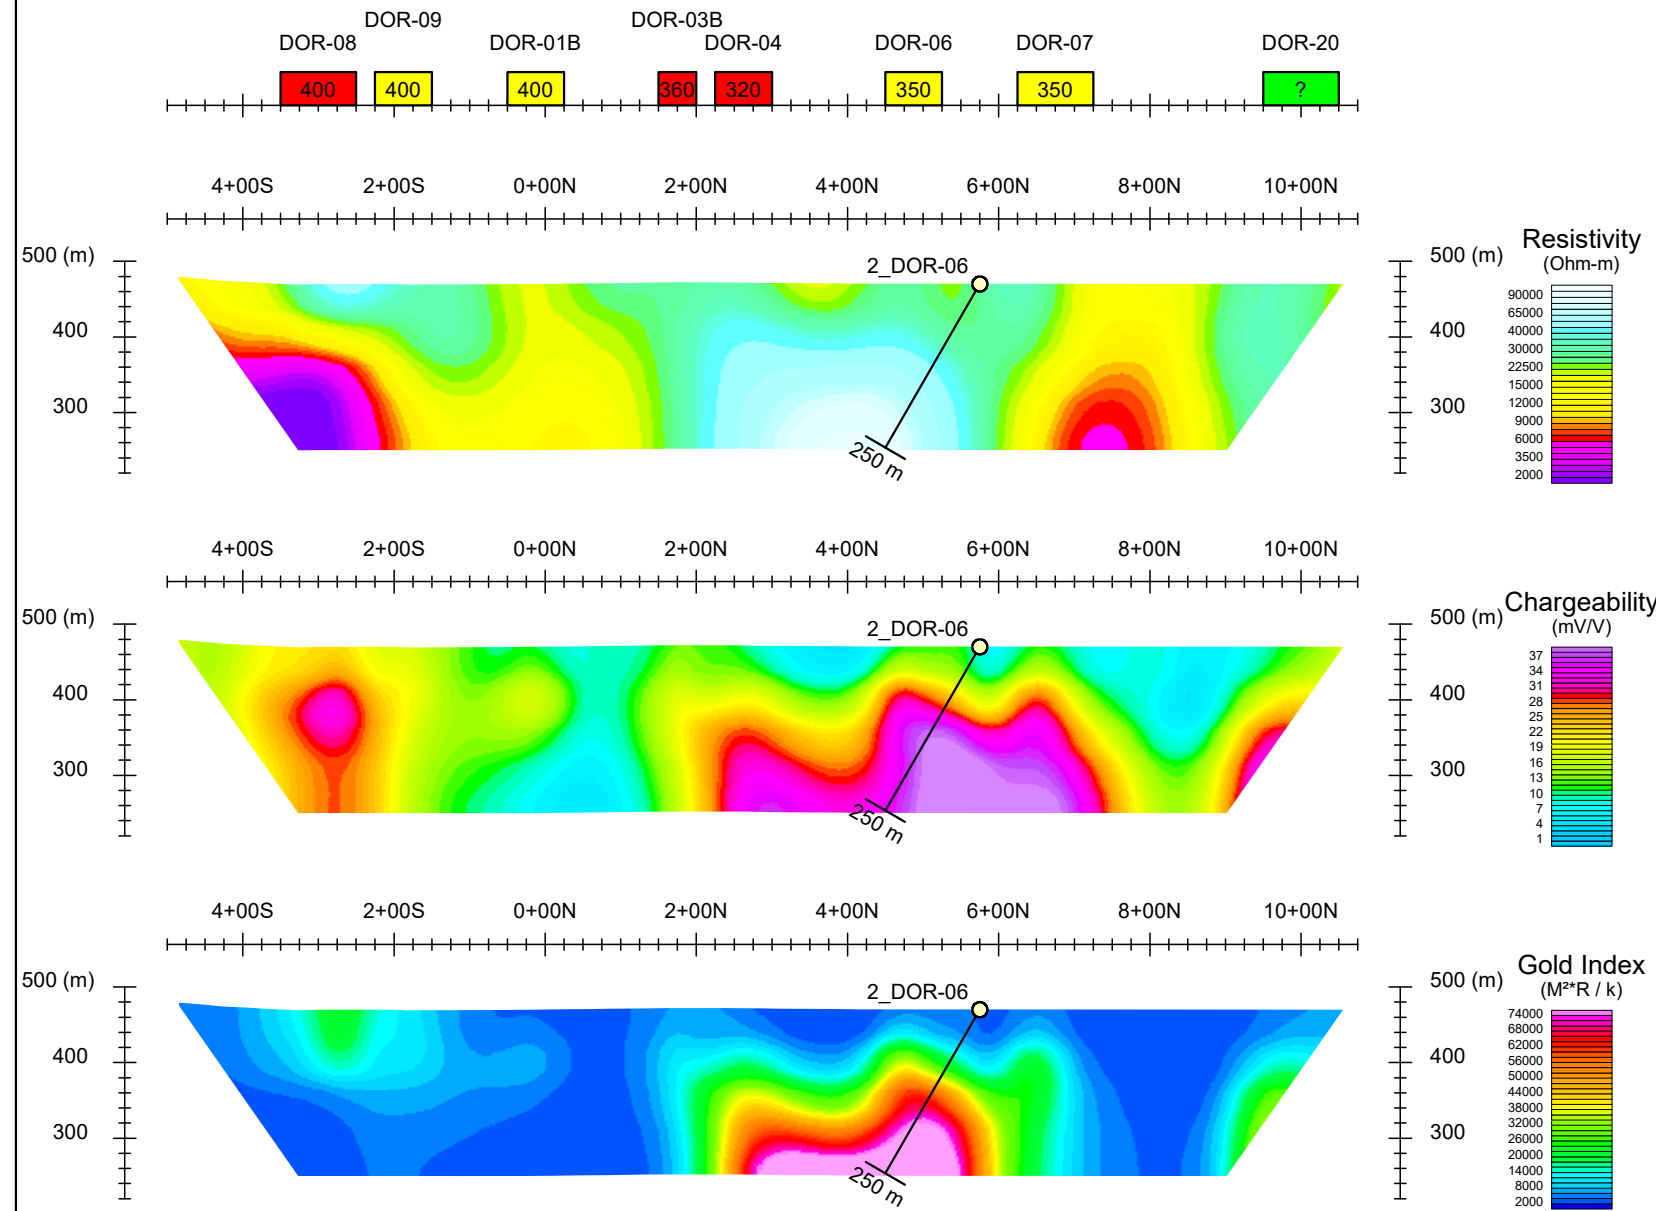 DOR-09 DOR-03B
DOR-08 DOR-01B DOR-04 DOR-06 DOR-07 DOR-20
400 400 400 360 320 350 350 ?
4+00S 2+00S 0+00N 2+00N 4+00N 6+00N 8+00N 10+00N
Resistivity
(Ohm-m)
500 (m) 2_DOR-06 500 (m)
400 400
300 300
250 m
90000
65000
40000
30000
22500
15000
12000
9000
6000
3500
2000
4+00S 2+00S 0+00N 2+00N 4+00N 6+00N 8+00N 10+00N
Chargeability
(mV/V)
500 (m) 2_DOR-06 500 (m)
400 400
300 300
250 m
37
34
31
28
25
22
19
16
13
10
7
4
1
4+00S 2+00S 0+00N 2+00N 4+00N 6+00N 8+00N 10+00N
Gold Index
(M²*R / k)
500 (m) 2_DOR-06 500 (m)
400 400
300 300
250 m
74000
68000
62000
56000
50000
44000
38000
32000
26000
20000
14000
8000
2000